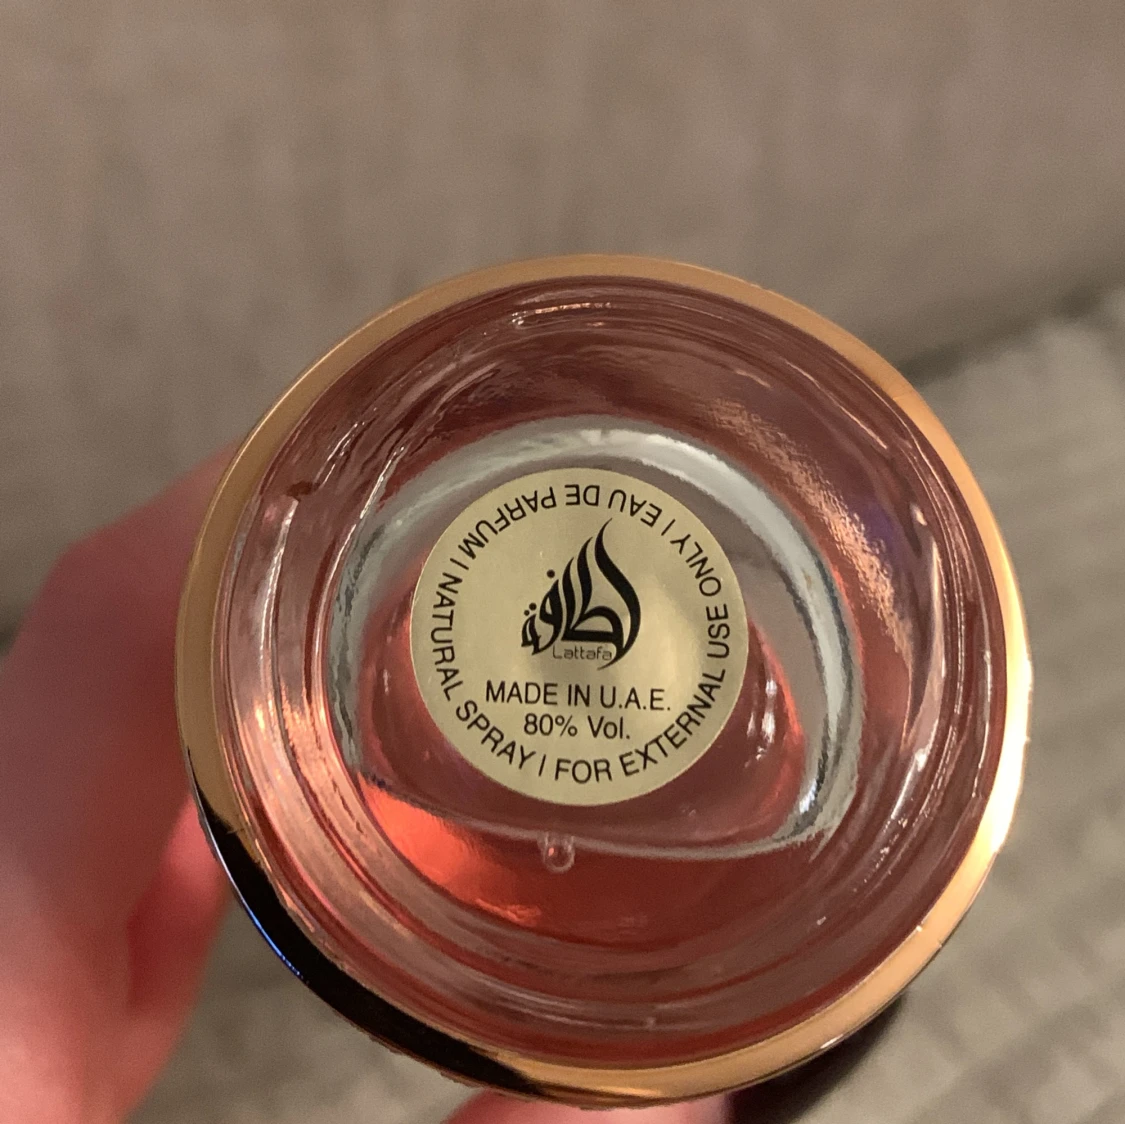 لطافة
Lattafa
MADE IN U.A.E.
80% Vol.
EAU DE PARFUM | NATURAL SPRAY | FOR EXTERNAL USE ONLY |